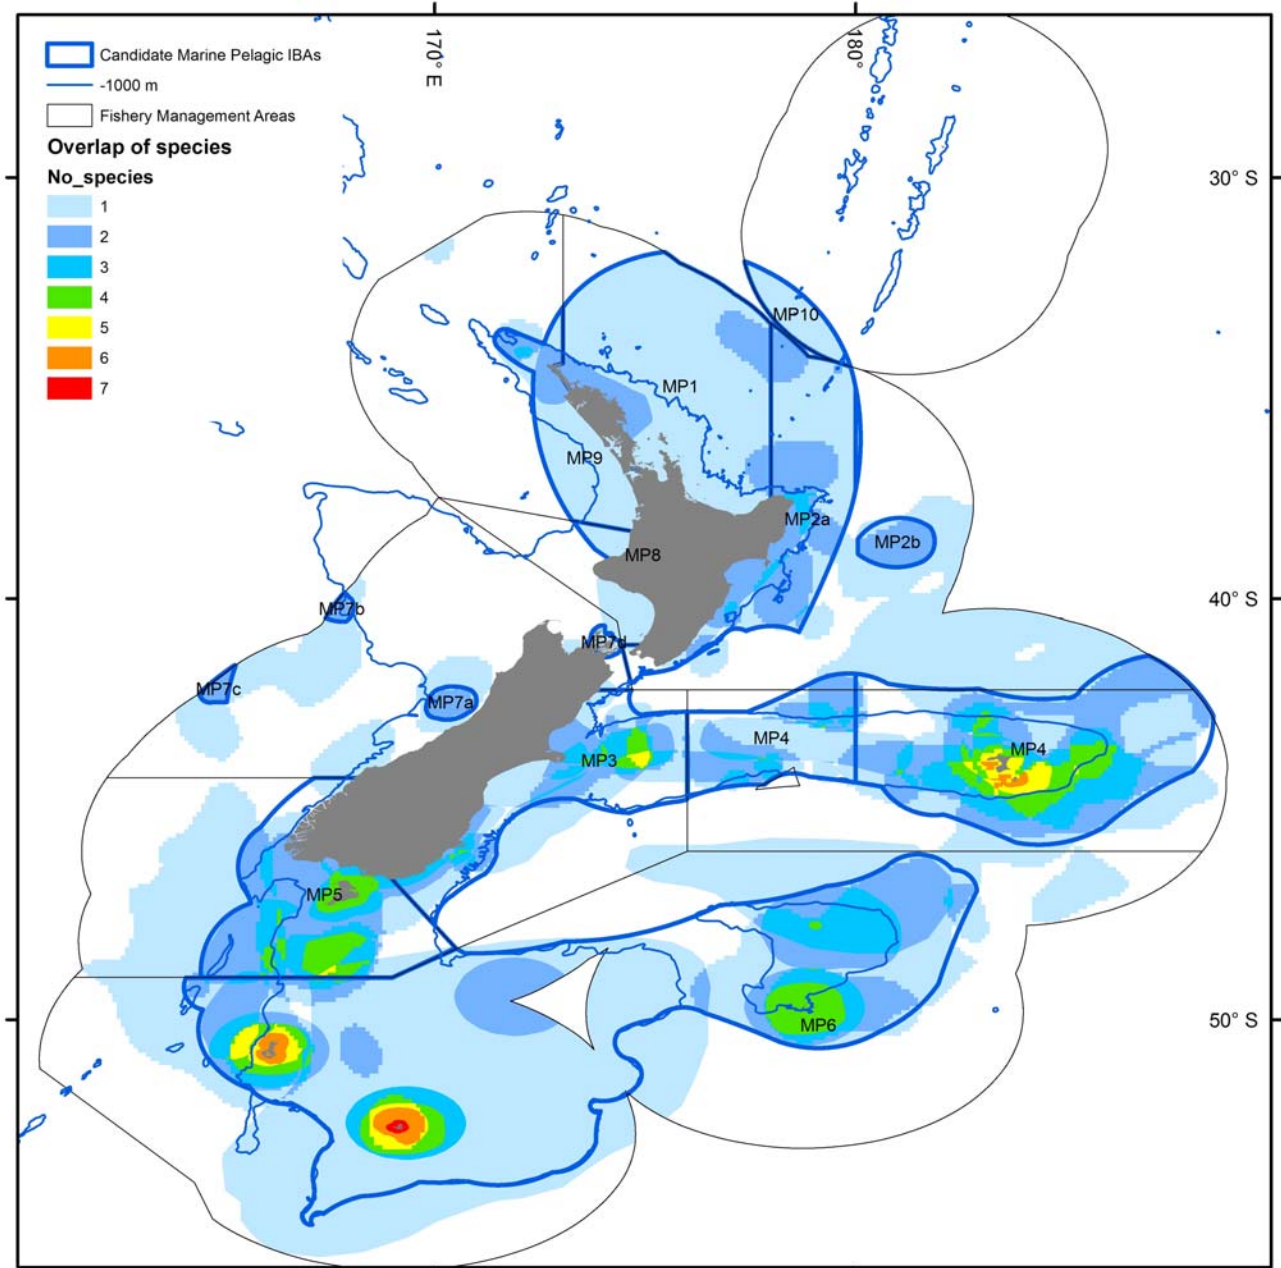 Candidate Marine Pelagic IBAs
-1000 m
Fishery Management Areas
Overlap of species
No_species
1
2
3
4
5
6
7
170° E
180°
30° S
MP10
MP1
MP9
MP2a
MP2b
MP8
40° S
MP7b
MP7d
MP7c
MP7a
MP4
MP4
MP3
MP5
50° S
MP6